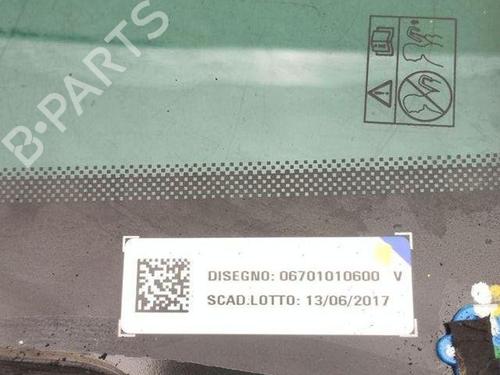 B-PARTS
DISEGNO: 06701010600 V
SCAD.LOTTO: 13/06/2017